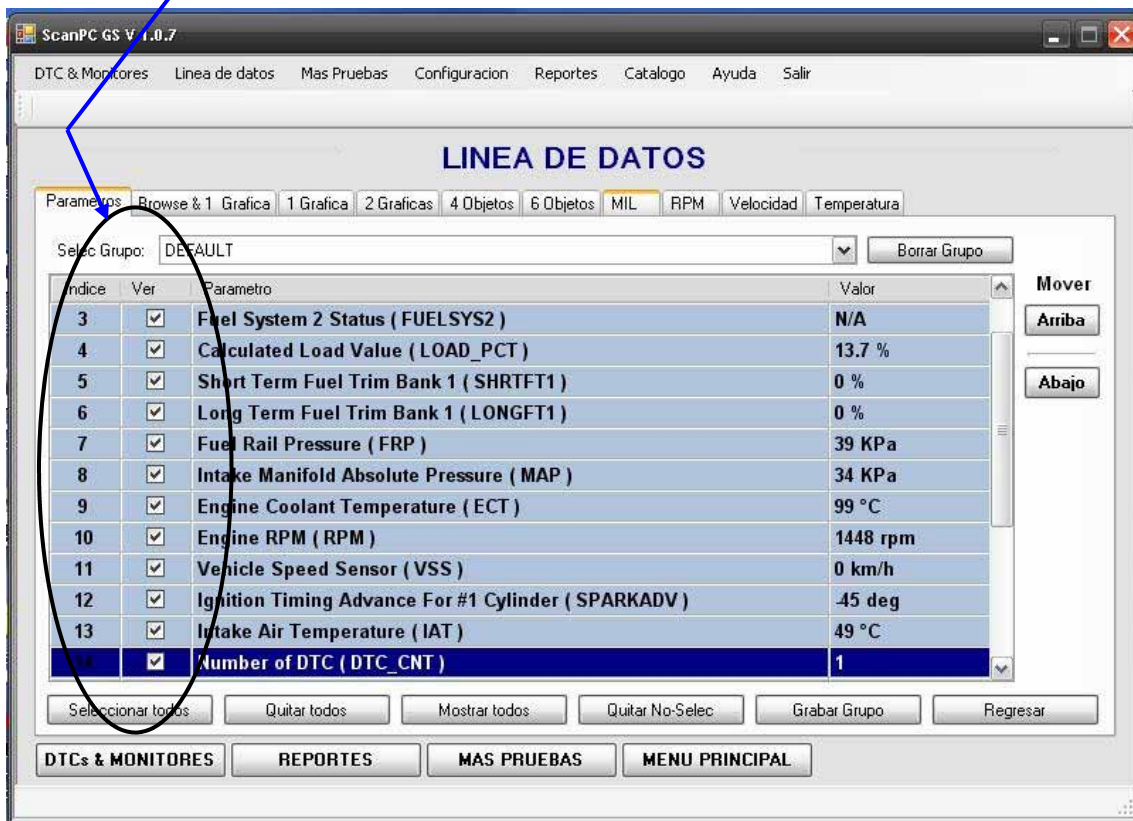 ScanPC GS V 1.0.7
DTC & Monitores Linea de datos Mas Pruebas Configuracion Reportes Catalogo Ayuda Salir
LINEA DE DATOS
Parametros Browse & 1 Grafica 1 Grafica 2 Graficas 4 Objetos 6 Objetos MIL RPM Velocidad Temperatura
Selec Grupo: DEFAULT Borrar Grupo
Indice Ver Parametro Valor Mover
3 Fuel System 2 Status ( FUELSYS2 ) N/A Arriba
4 Calculated Load Value ( LOAD_PCT ) 13.7 %
5 Short Term Fuel Trim Bank 1 ( SHRTFT1 ) 0 % Abajo
6 Long Term Fuel Trim Bank 1 ( LONGFT1 ) 0 %
7 Fuel Rail Pressure ( FRP ) 39 KPa
8 Intake Manifold Absolute Pressure ( MAP ) 34 KPa
9 Engine Coolant Temperature ( ECT ) 99 °C
10 Engine RPM ( RPM ) 1448 rpm
11 Vehicle Speed Sensor ( VSS ) 0 km/h
12 Ignition Timing Advance For #1 Cylinder ( SPARKADV ) -45 deg
13 Intake Air Temperature ( IAT ) 49 °C
14 Number of DTC ( DTC_CNT ) 1
Seleccionar todos Quitar todos Mostrar todos Quitar No-Selec Grabar Grupo Regresar
DTCs & MONITORES REPORTES MAS PRUEBAS MENU PRINCIPAL